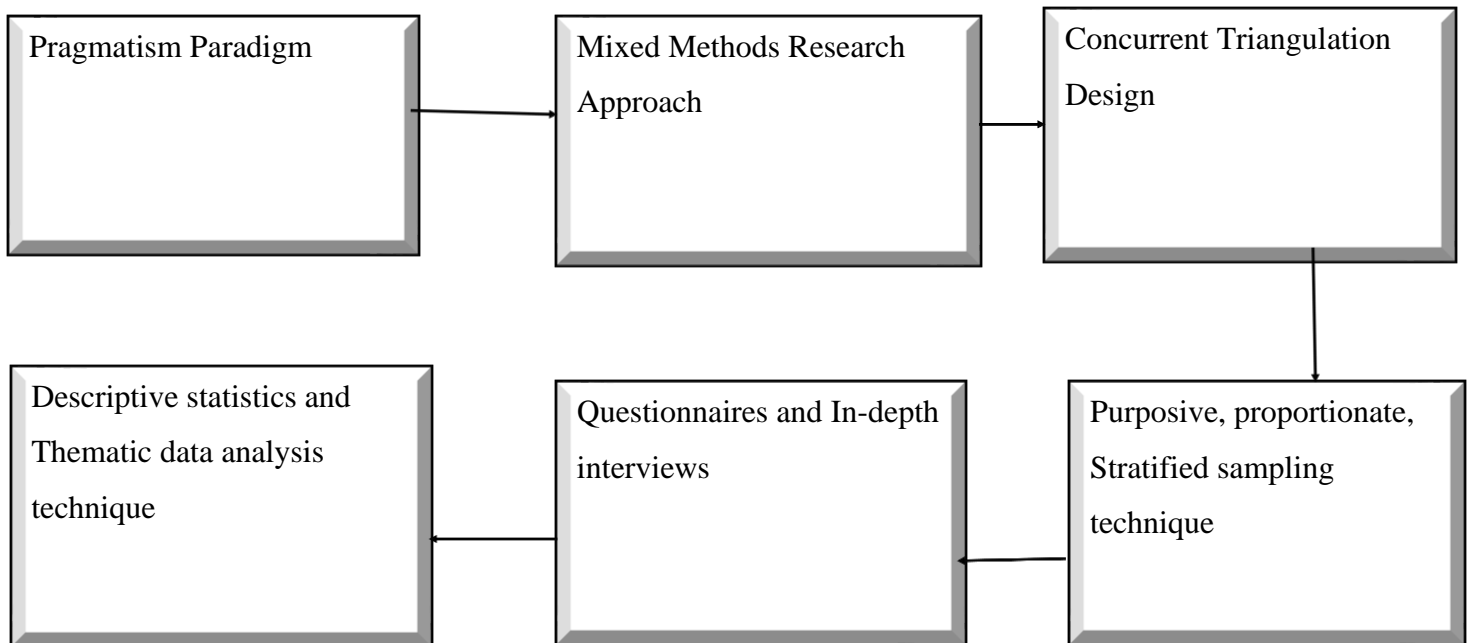 Pragmatism Paradigm
Mixed Methods Research
Approach
Concurrent Triangulation
Design
Purposive, proportionate,
Stratified sampling
technique
Questionnaires and In-depth
interviews
Descriptive statistics and
Thematic data analysis
technique